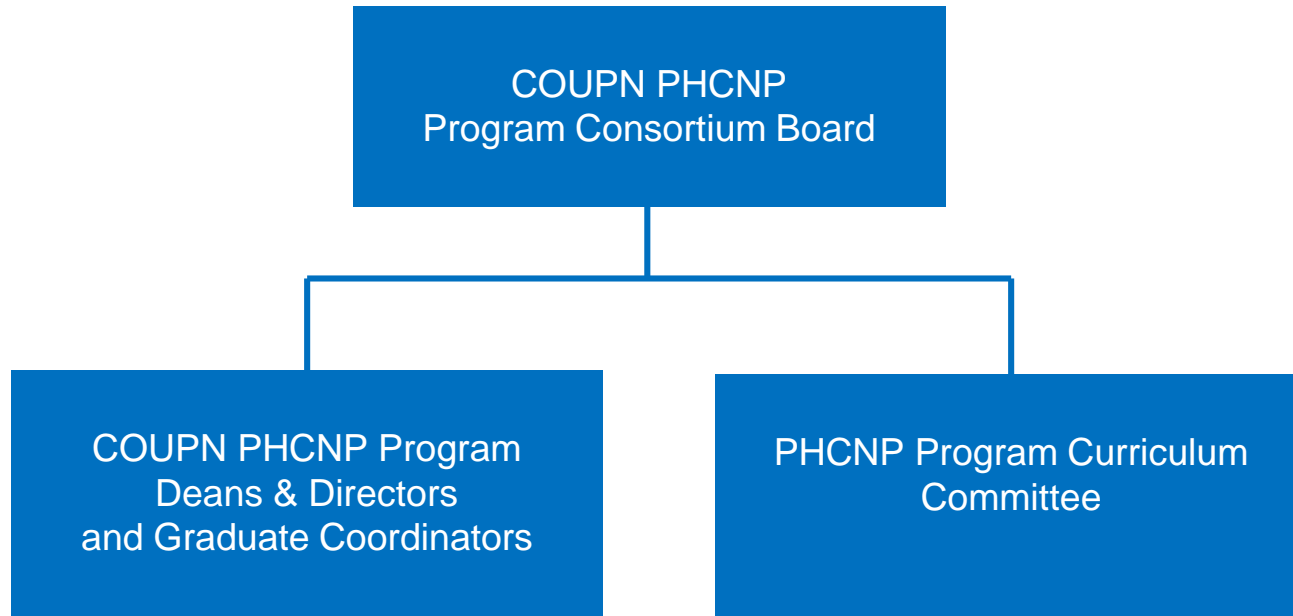 COUPN PHCNP
Program Consortium Board
COUPN PHCNP Program
Deans & Directors
and Graduate Coordinators
PHCNP Program Curriculum
Committee